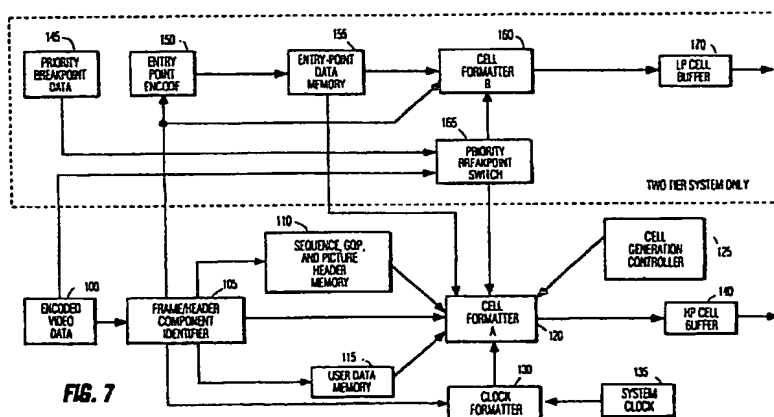 145
PRIORITY
BREAKPOINT
DATA
150
ENTRY
POINT
ENCODE
155
ENTRY-POINT
DATA
MEMORY
160
CELL
FORMATTER
B
170
LP CELL
BUFFER
165
PRIORITY
BREAKPOINT
SWITCH
TWO TIER SYSTEM ONLY
110
SEQUENCE, GOP,
AND PICTURE
HEADER MEMORY
CELL
GENERATION
CONTROLLER
125
100
ENCODED
VIDEO
DATA
105
FRAME/HEADER
COMPONENT
IDENTIFIER
CELL
FORMATTER
A
120
140
HP CELL
BUFFER
115
USER DATA
MEMORY
130
CLOCK
FORMATTER
135
SYSTEM
CLOCK
FIG. 7